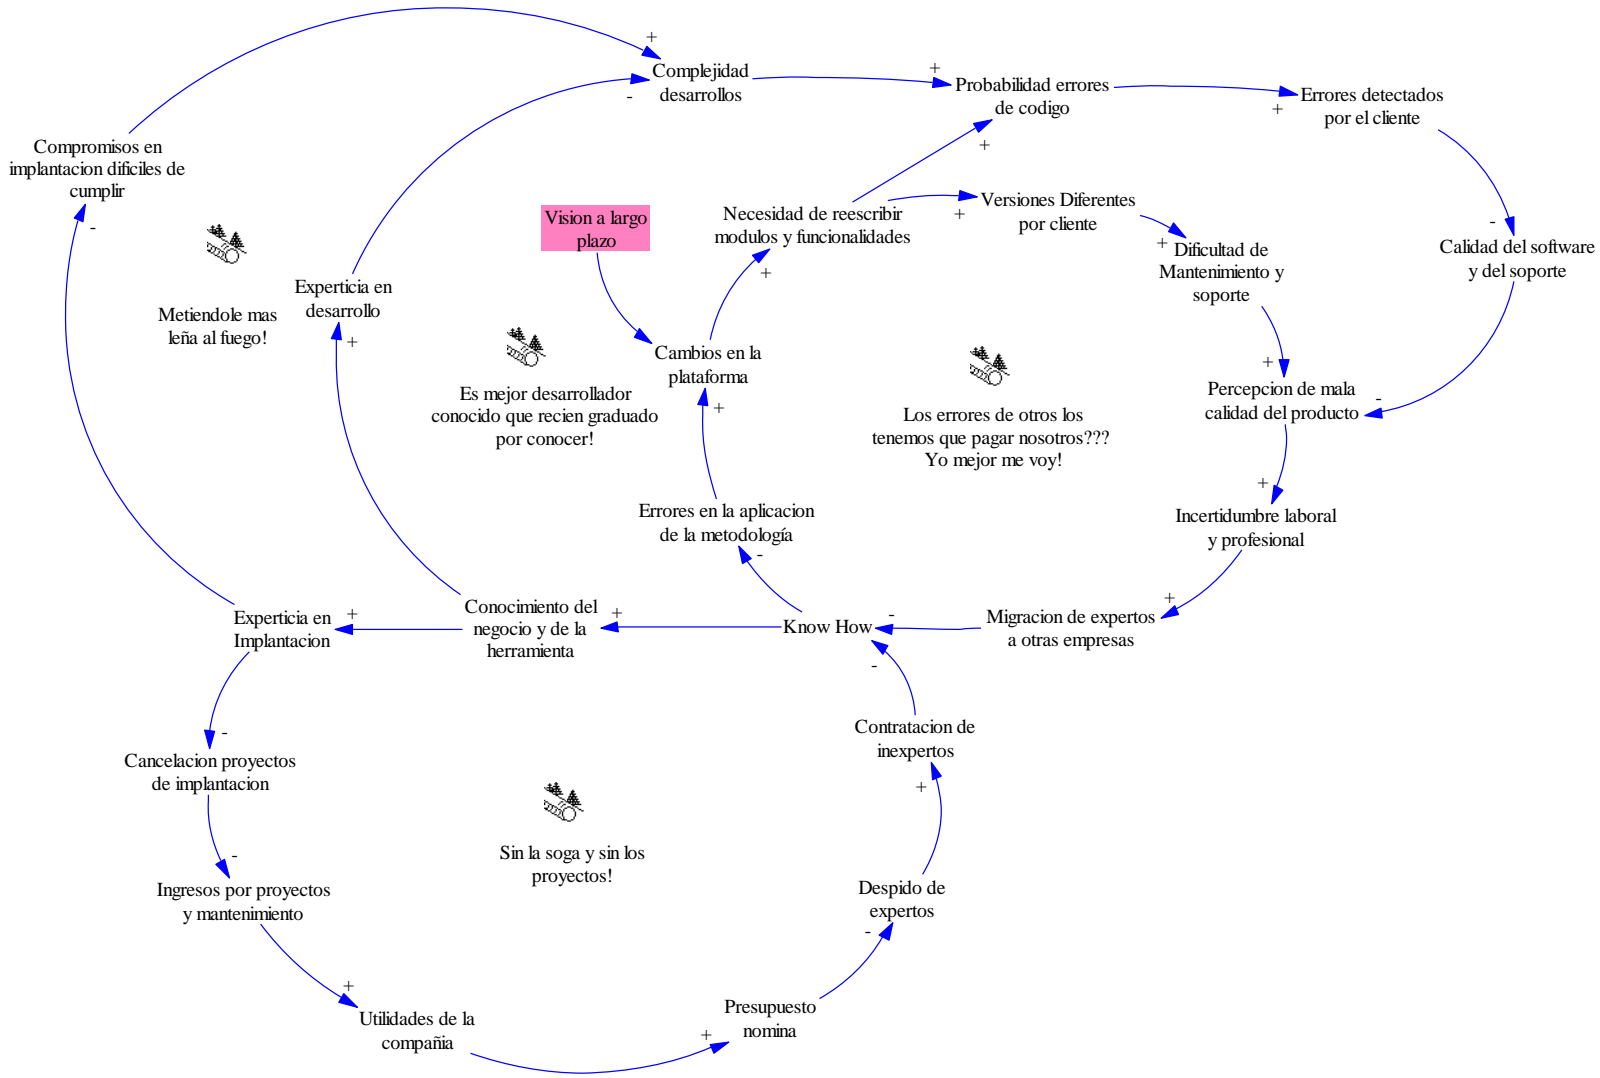 Complejidad
desarrollos
Probabilidad errores
de codigo
Errores detectados
por el cliente
Compromisos en
implantacion dificiles de
cumplir
Vision a largo
plazo
Necesidad de reescribir
modulos y funcionalidades
Versiones Diferentes
por cliente
Dificultad de
Mantenimiento y
soporte
Calidad del software
y del soporte
Experticia en
desarrollo
Metiendole mas
leña al fuego!
Cambios en la
plataforma
Es mejor desarrollador
conocido que recien graduado
por conocer!
Los errores de otros los
tenemos que pagar nosotros???
Yo mejor me voy!
Percepcion de mala
calidad del producto
Errores en la aplicacion
de la metodología
Incertidumbre laboral
y profesional
Experticia en
Implantacion
Conocimiento del
negocio y de la
herramienta
Know How
Migracion de expertos
a otras empresas
Contratacion de
inexpertos
Cancelacion proyectos
de implantacion
Sin la soga y sin los
proyectos!
Ingresos por proyectos
y mantenimiento
Despido de
expertos
Utilidades de la
compañia
Presupuesto
nomina